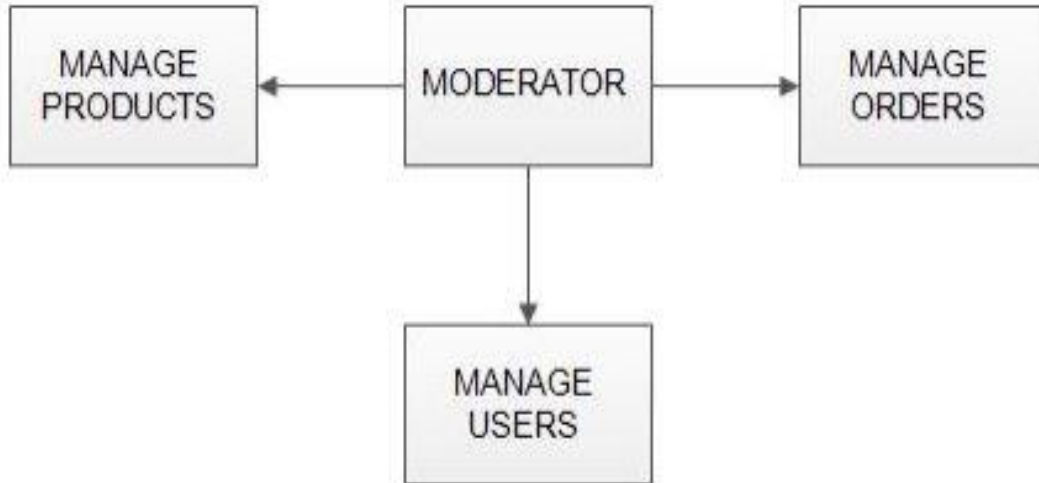 MANAGE
PRODUCTS
MODERATOR
MANAGE
ORDERS
MANAGE
USERS